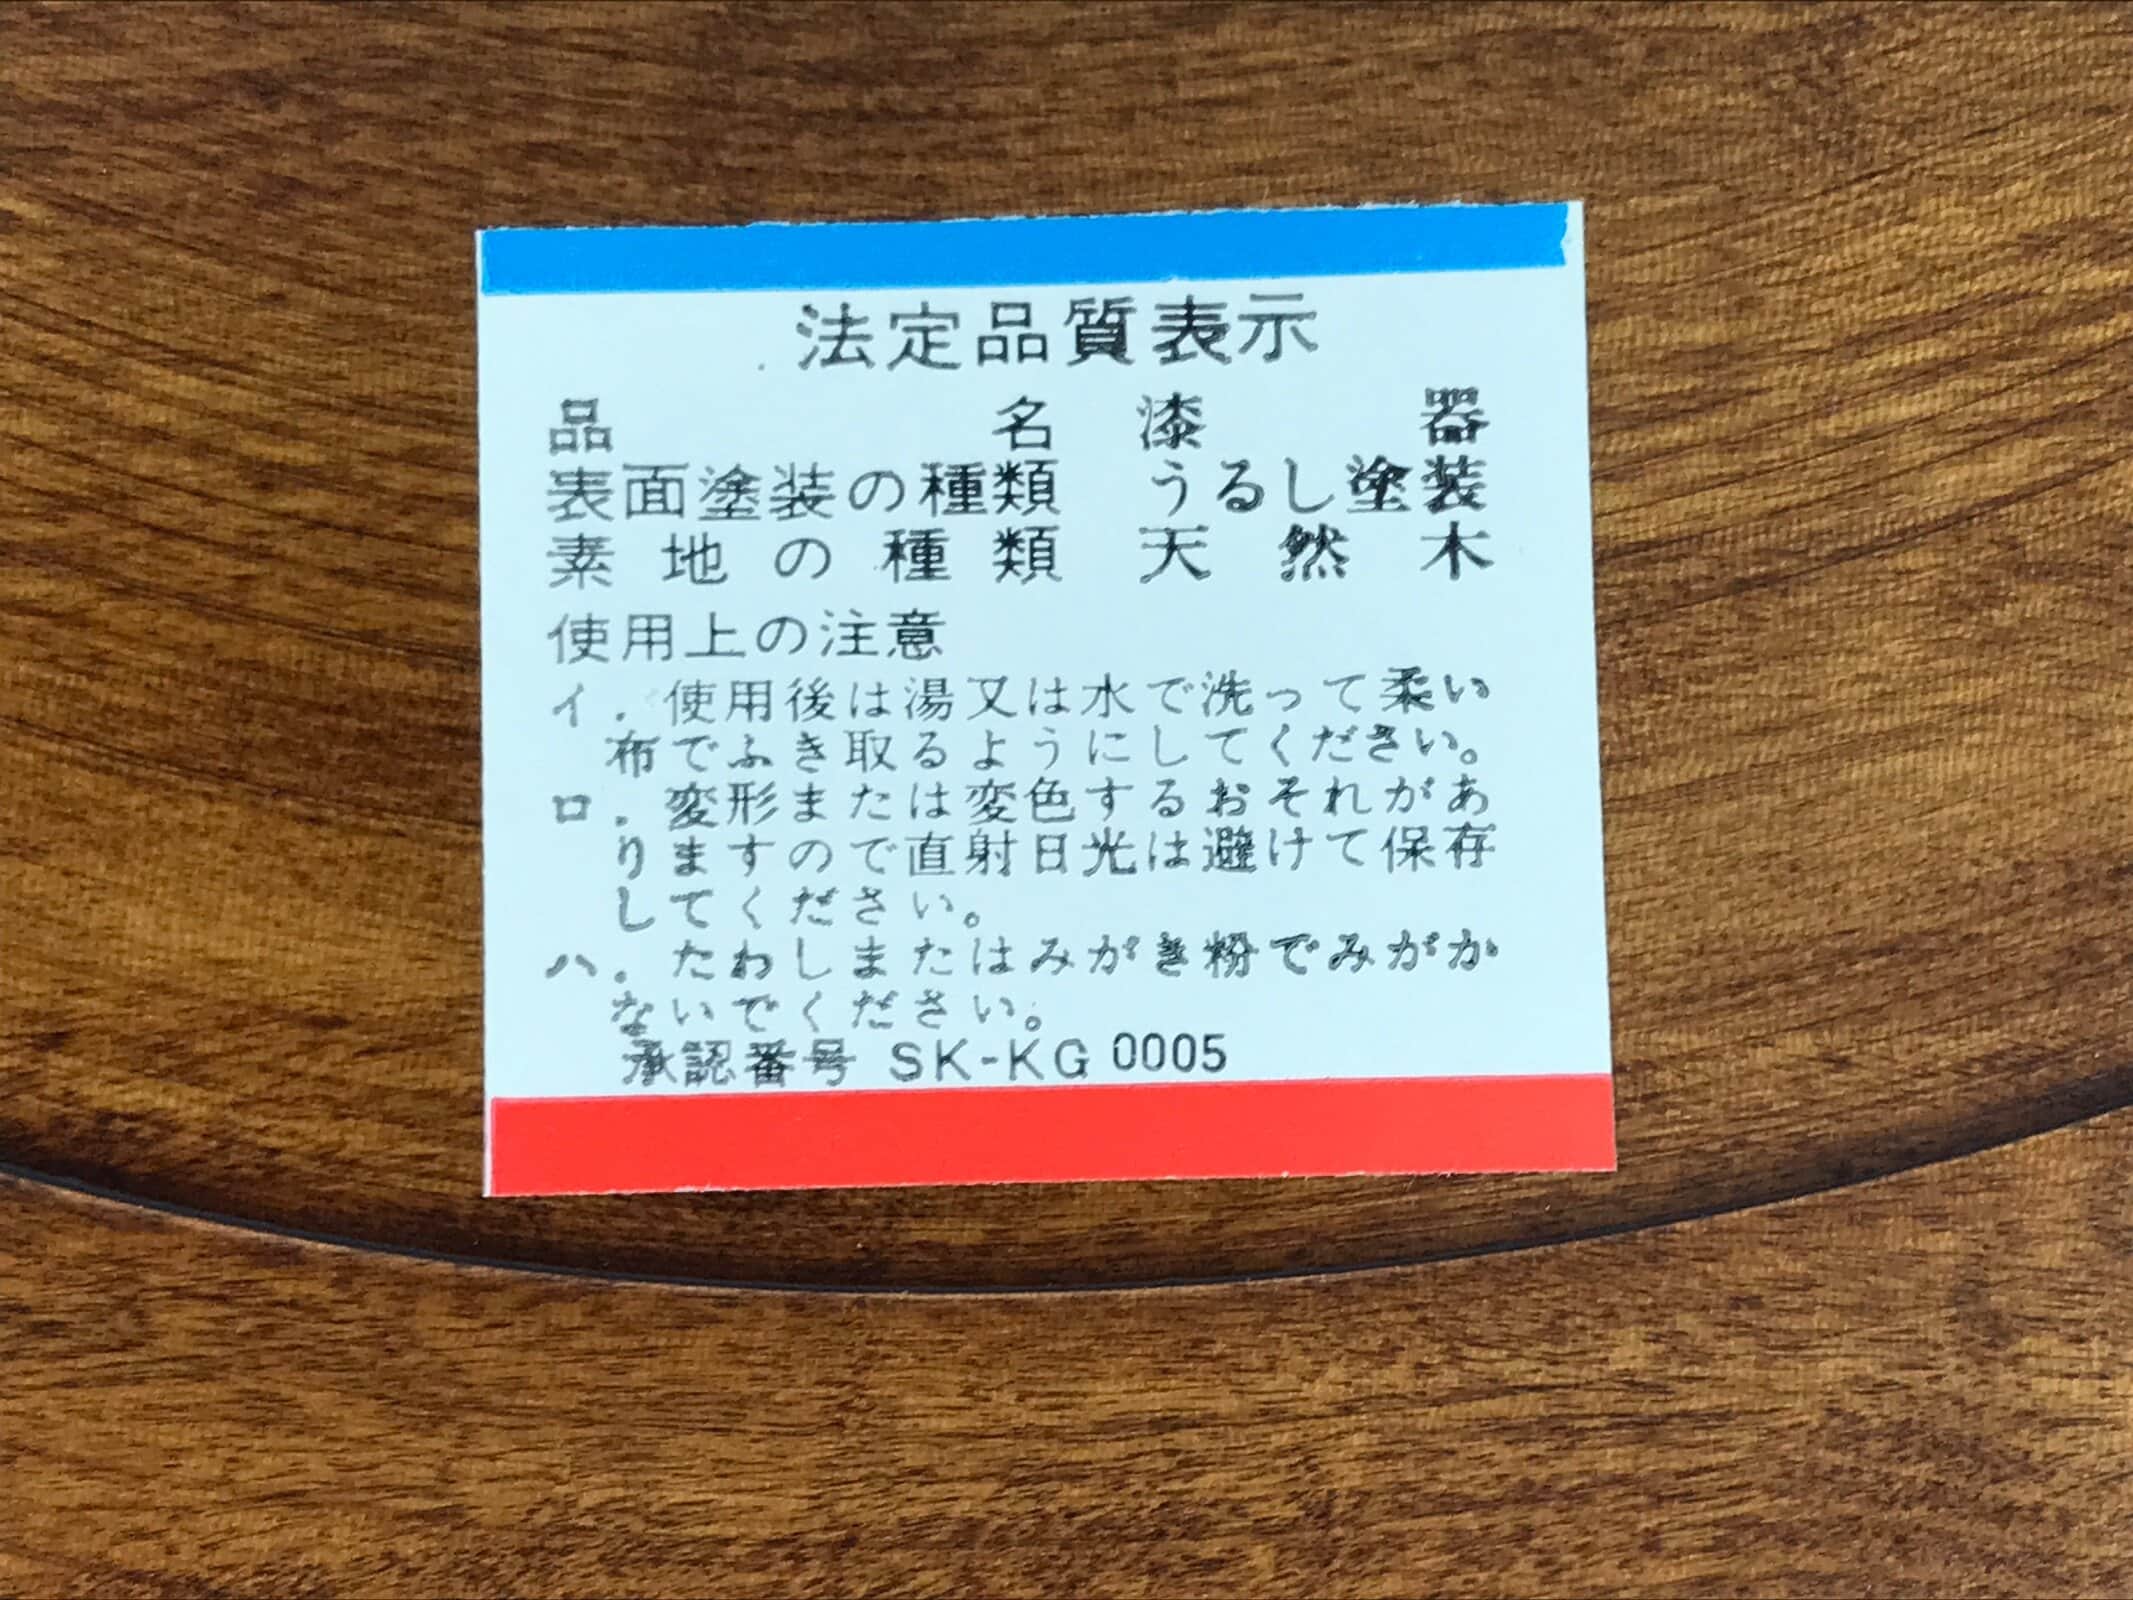 法定品質表示
品名 漆器
表面塗装の種類 うるし塗装
素地の種類 天然木
使用上の注意
イ.使用後は湯又は水で洗って柔い
布でふき取るようにしてください。
ロ.変形または変色するおそれがあ
りますので直射日光は避けて保存
してください。
ハ.たわしまたはみがき粉でみがか
ないでください。
承認番号 SK-KG 0005